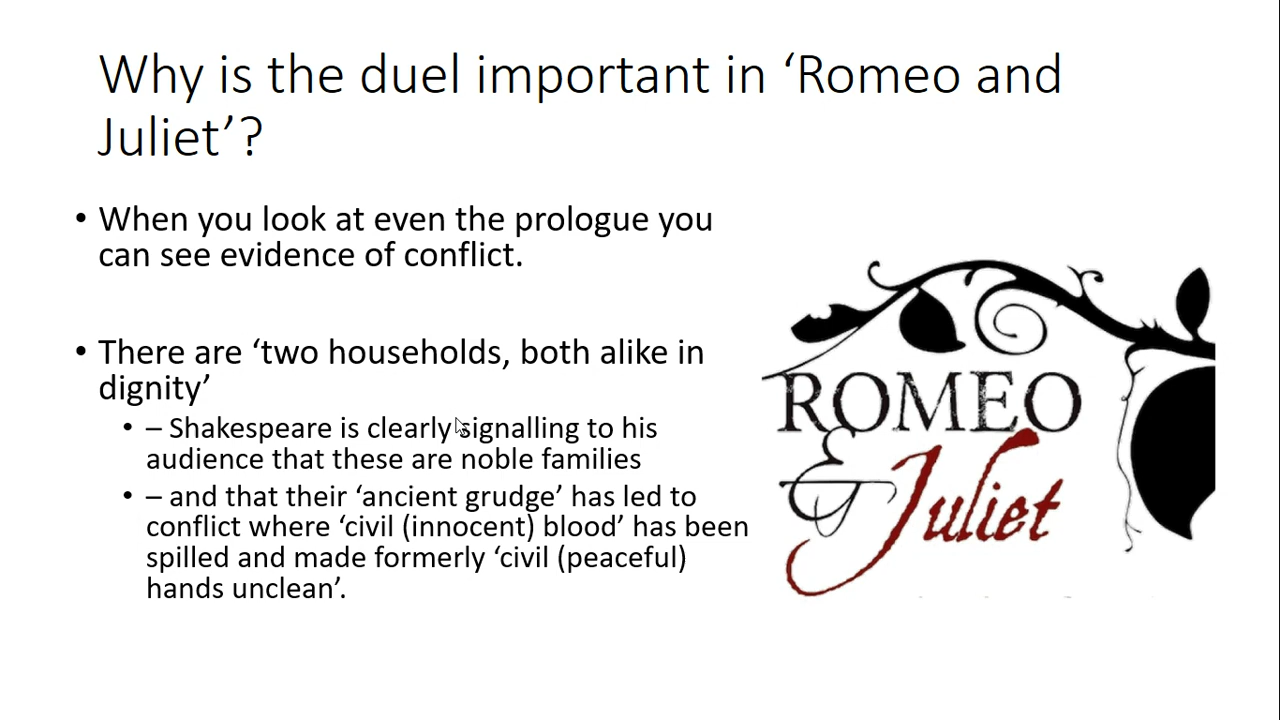 Why is the duel important in ‘Romeo and
Juliet’?
• When you look at even the prologue you
can see evidence of conflict.
• There are ‘two households, both alike in
dignity’
• – Shakespeare is clearly signalling to his
audience that these are noble families
• – and that their ‘ancient grudge’ has led to
conflict where ‘civil (innocent) blood’ has been
spilled and made formerly ‘civil (peaceful)
hands unclean’.
ROMEO
& Juliet